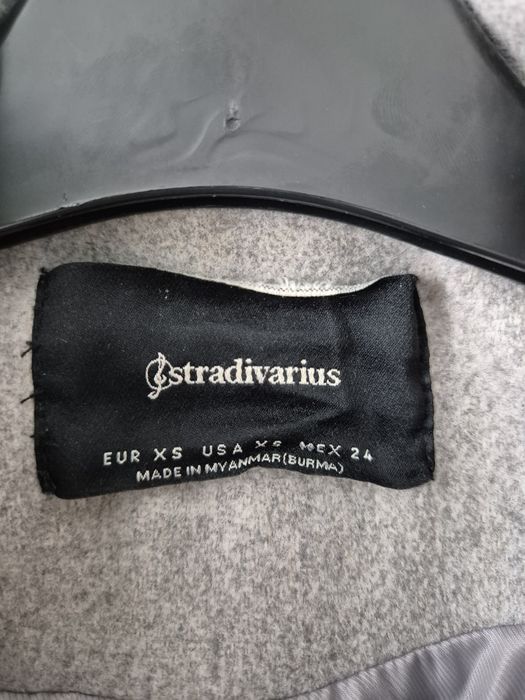 stradivarius
EUR XS USA XS MEX 24
MADE IN MYANMAR(BURMA)